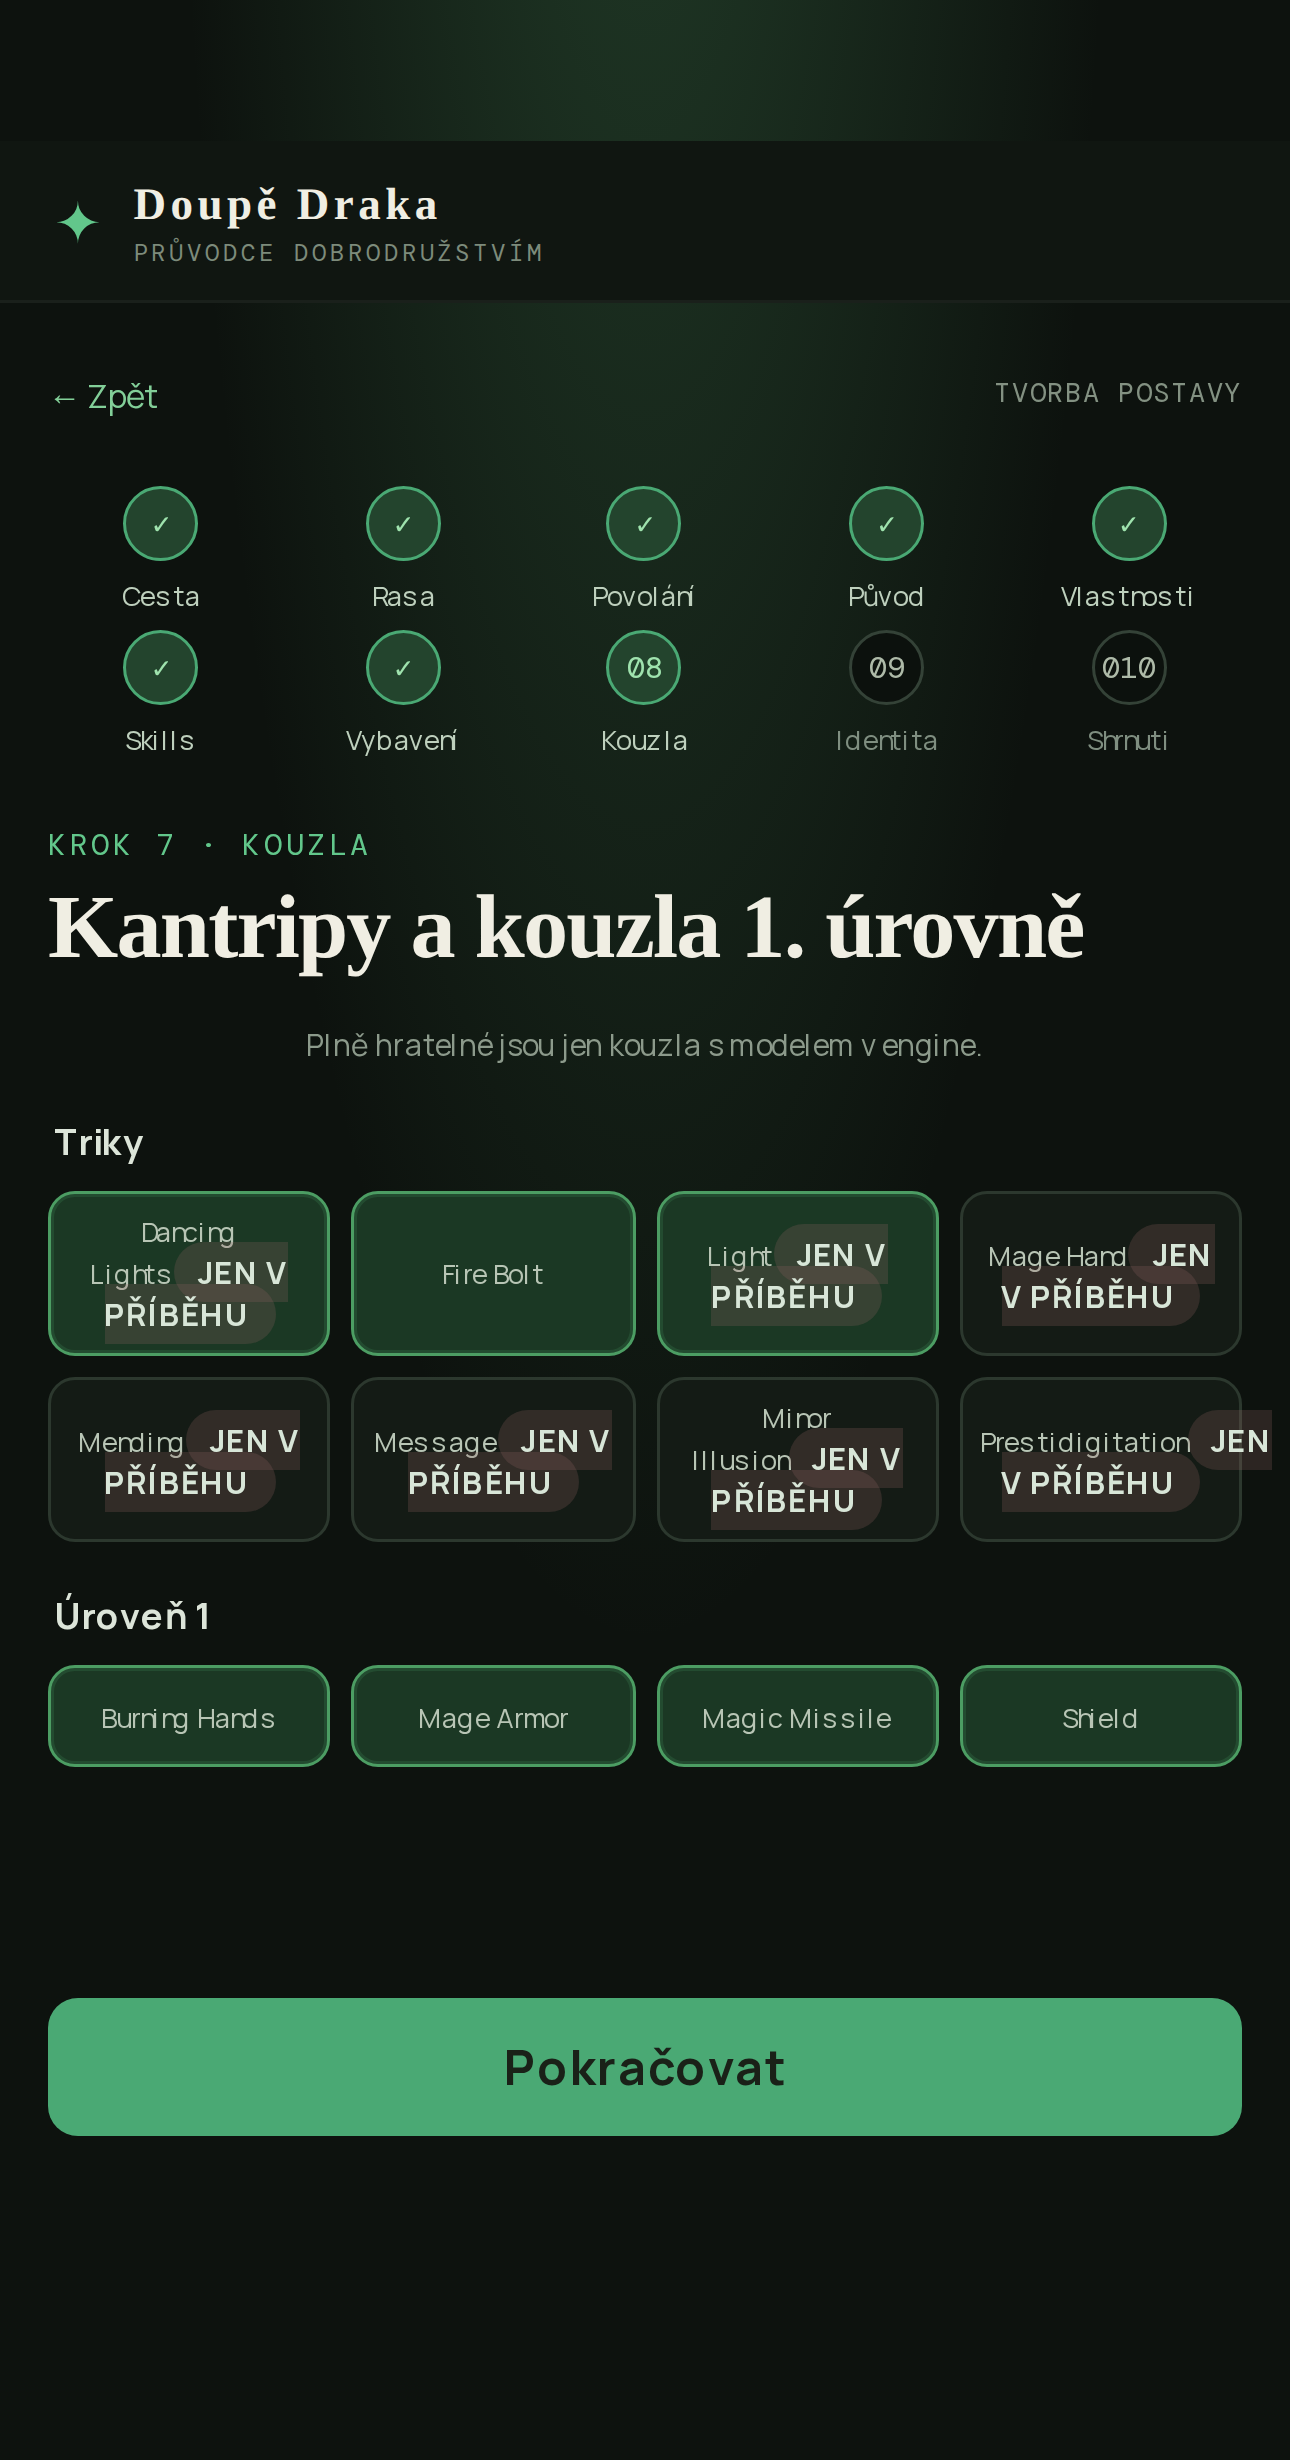 Doupě Draka
PRŮVODCE DOBRODRUŽSTVÍM
← Zpět
TVORBA POSTAVY
✓ ✓ ✓ ✓ ✓
Cesta Rasa Povolání Původ Vlastnosti
✓ ✓ 08 09 010
Skills Vybavení Kouzla Identita Shrnuti
KROK 7 · KOUZLA
Kantripy a kouzla 1. úrovně
Plně hratelné jsou jen kouzla s modelem v engine.
Triky
Dancing
Lights JEN V
PŘÍBĚHU
Fire Bolt
Light JEN V
PŘÍBĚHU
Mage Hand JEN
V PŘÍBĚHU
Mending JEN V
PŘÍBĚHU
Message JEN V
PŘÍBĚHU
Minor
Illusion JEN V
PŘÍBĚHU
Prestidigitation JEN
V PŘÍBĚHU
Úroveň 1
Burning Hands
Mage Armor
Magic Missile
Shield
Pokračovat